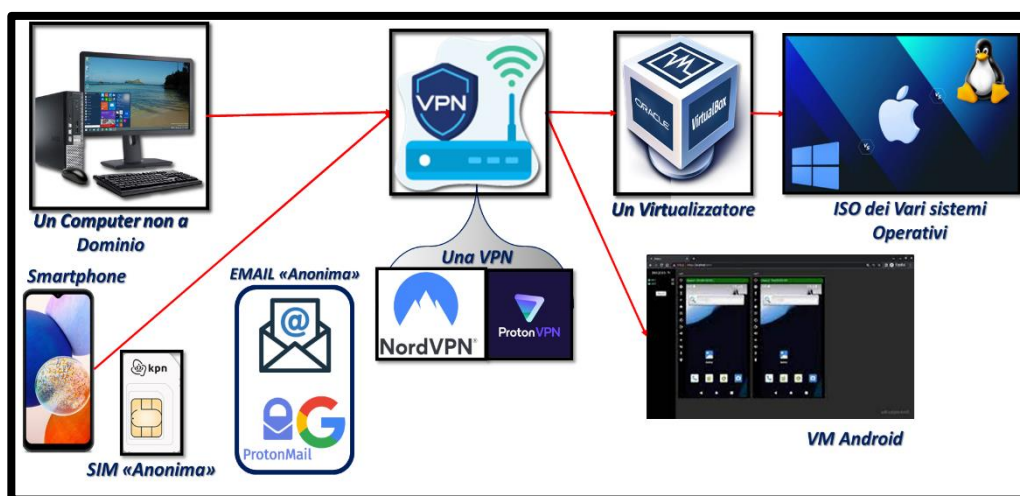 VPN
ORACLE
VirtualBox
Un Computer non a
Dominio
Un Virtualizzatore
ISO dei Vari sistemi
Operativi
Una VPN
Smartphone
EMAIL «Anonima»
NordVPN®
ProtonVPN
kpn
ProtonMail
SIM «Anonima»
VM Android